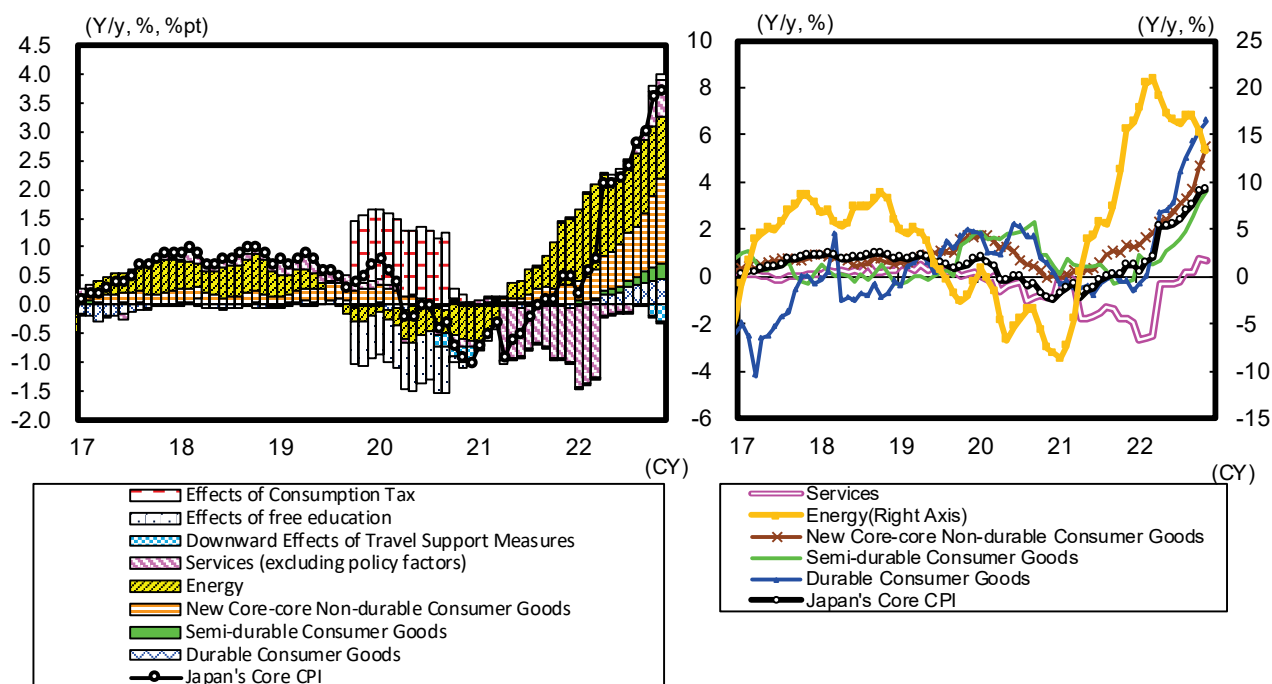 (Y/y, %, %pt)
4.5
4.0
3.5
3.0
2.5
2.0
1.5
1.0
0.5
0.0
-0.5
-1.0
-1.5
-2.0
17 18 19 20 21 22
(CY)
Effects of Consumption Tax
Effects of free education
Downward Effects of Travel Support Measures
Services (excluding policy factors)
Energy
New Core-core Non-durable Consumer Goods
Semi-durable Consumer Goods
Durable Consumer Goods
Japan's Core CPI
(Y/y, %) (Y/y, %)
10 25
8 20
6 15
4 10
2 5
0 0
-2 -5
-4 -10
-6 -15
17 18 19 20 21 22
(CY)
Services
Energy(Right Axis)
New Core-core Non-durable Consumer Goods
Semi-durable Consumer Goods
Durable Consumer Goods
Japan's Core CPI